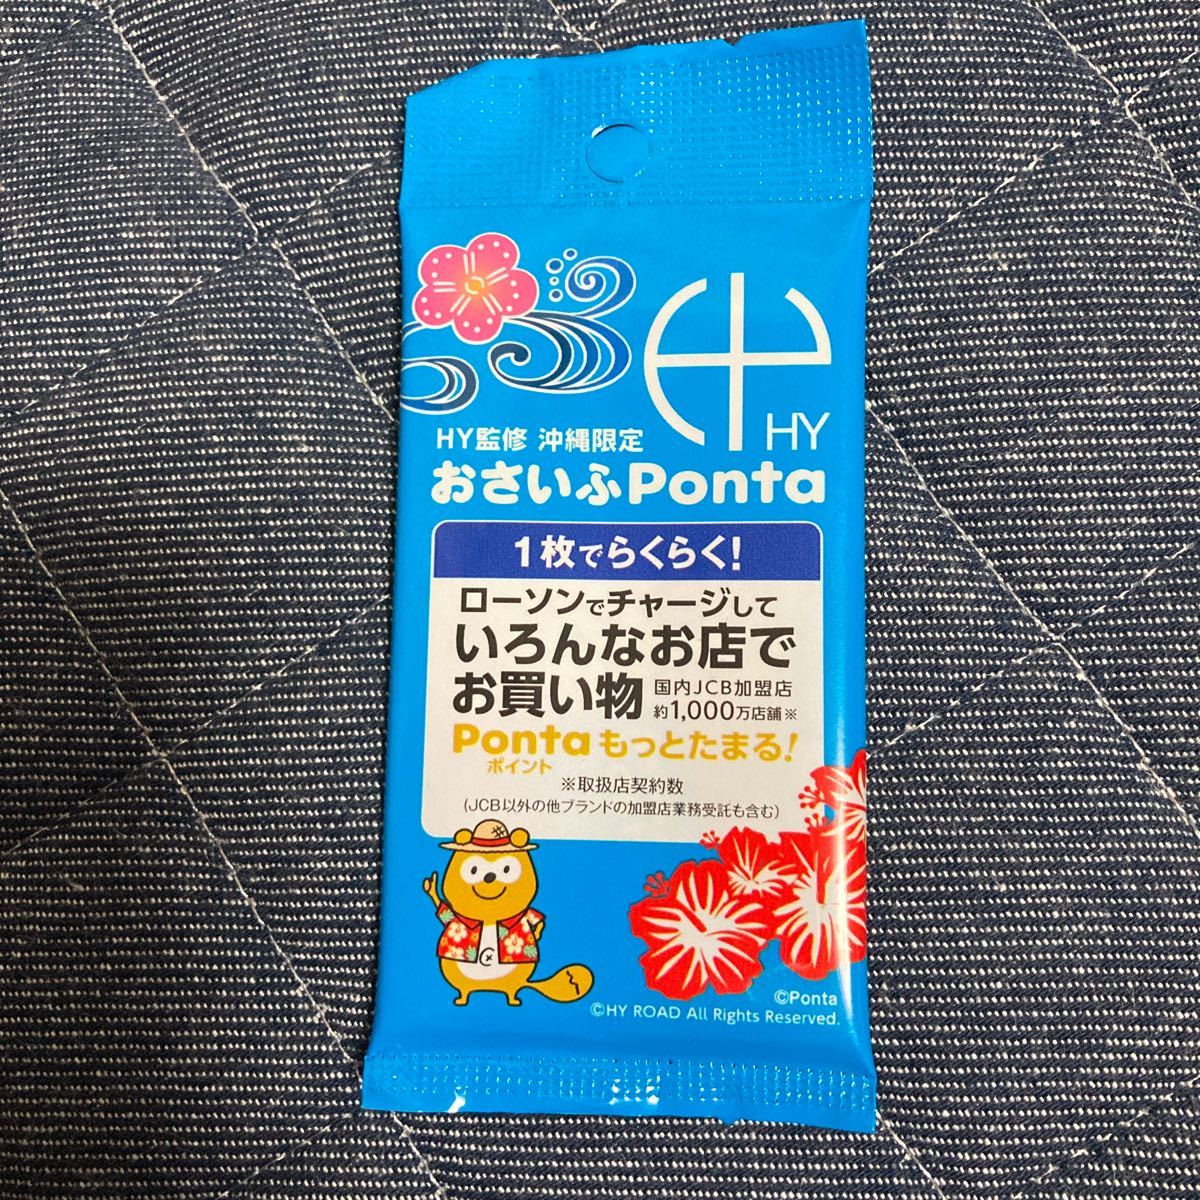 HY
HY監修 沖縄限定
おさいふPonta
1枚でらくらく!
ローソンでチャージして
いろんなお店で
お買い物 国内JCB加盟店
約1,000万店舗※
Pontaもっとたまる!
ポイント
※取扱店契約数
(JCB以外の他ブランドの加盟店業務受託も含む)
©Ponta
©HY ROAD All Rights Reserved.